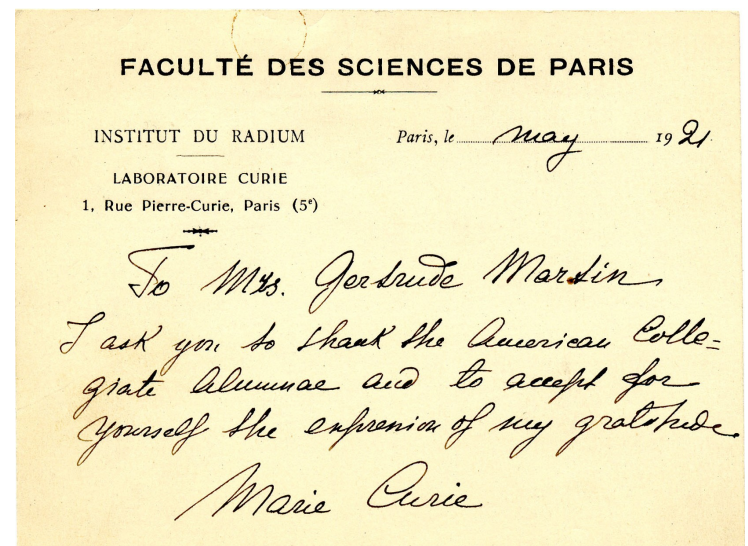 FACULTÉ DES SCIENCES DE PARIS
INSTITUT DU RADIUM
Paris, le may 1921
LABORATOIRE CURIE
1, Rue Pierre-Curie, Paris (5e)
To Mrs. Gertrude Martin
I ask you to thank the American Colle=
giate Alumnae and to accept for
yourself the expression of my gratitude
Marie Curie